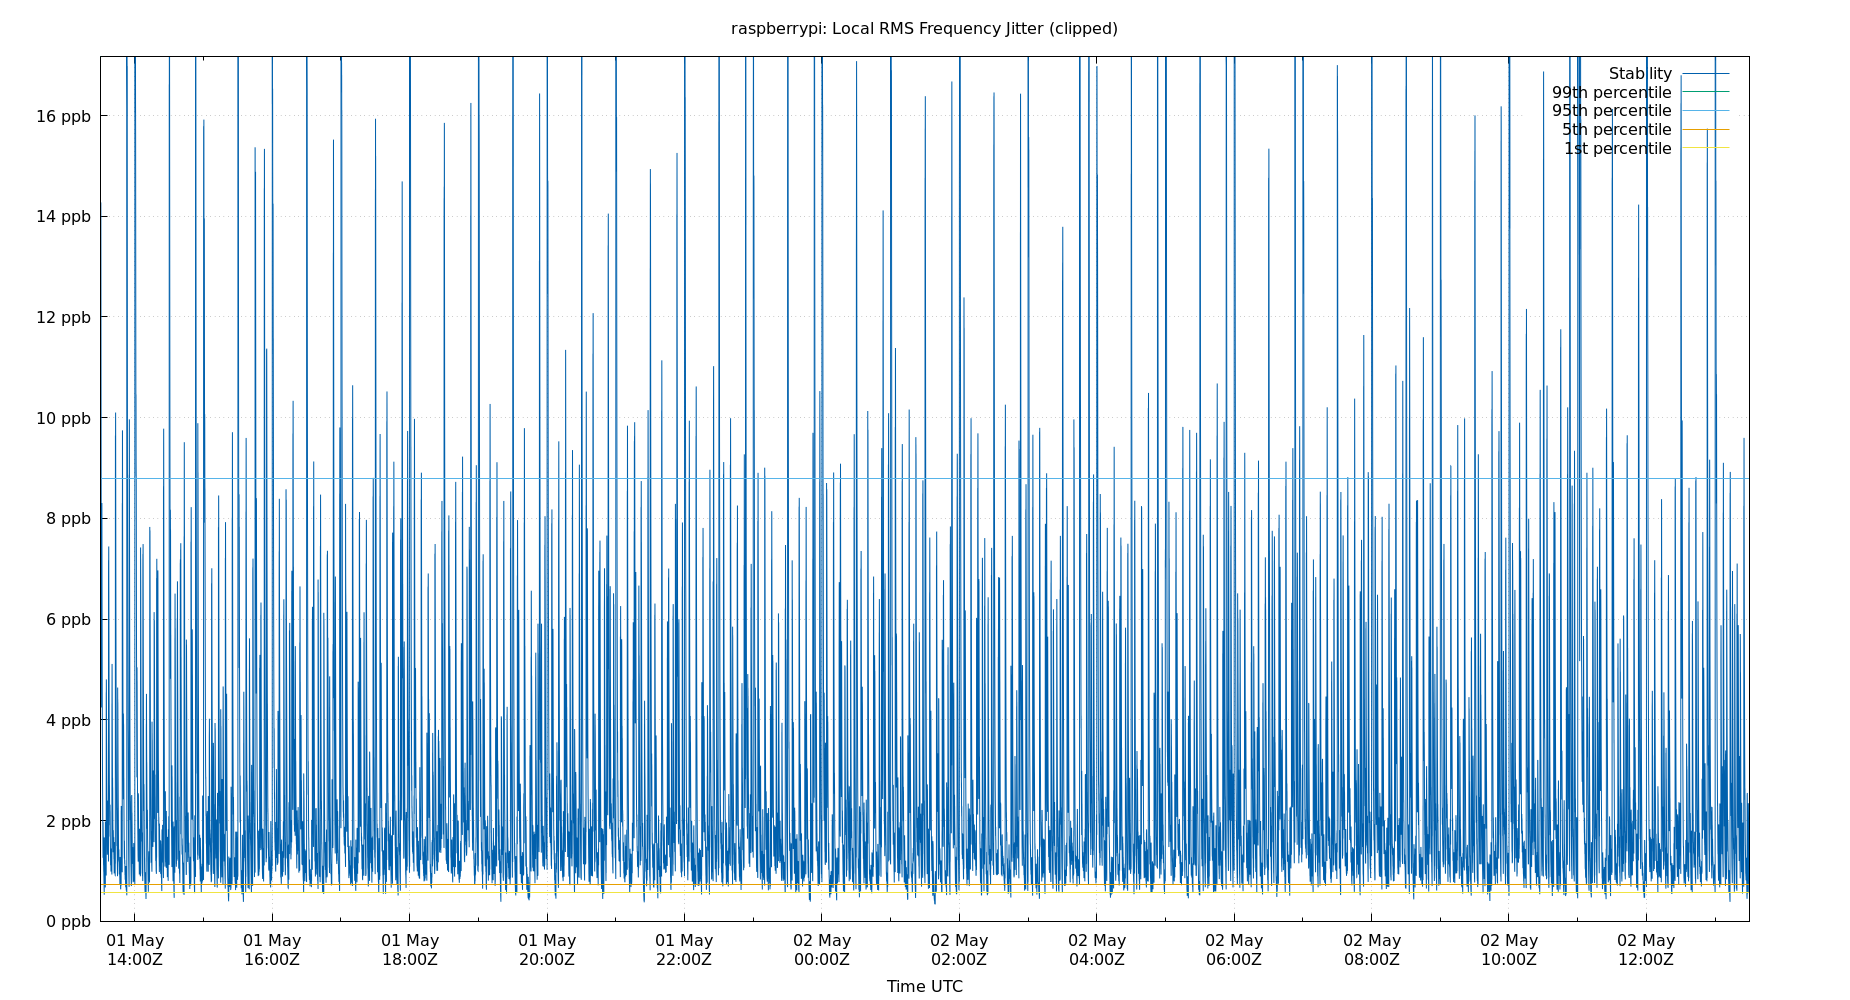 raspberrypi: Local RMS Frequency Jitter (clipped)
Stability
99th percentile
95th percentile
5th percentile
1st percentile
16 ppb
14 ppb
12 ppb
10 ppb
8 ppb
6 ppb
4 ppb
2 ppb
0 ppb
01 May 01 May 01 May 01 May 01 May 02 May 02 May 02 May 02 May 02 May 02 May 02 May
14:00Z 16:00Z 18:00Z 20:00Z 22:00Z 00:00Z 02:00Z 04:00Z 06:00Z 08:00Z 10:00Z 12:00Z
Time UTC